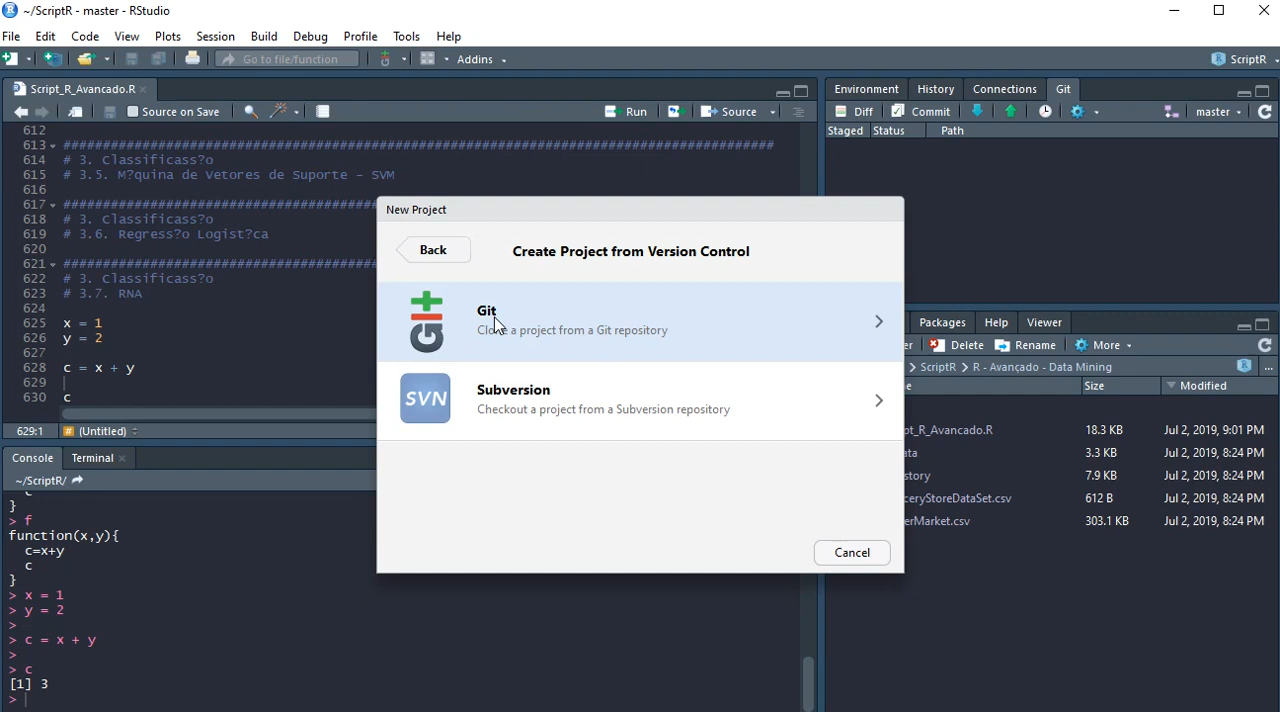 ~/ScriptR - master - RStudio
File Edit Code View Plots Session Build Debug Profile Tools Help
Go to file/function Addins ScriptR
Script_R_Avancado.R
Source on Save Run Source
612
613 ###########################################################################################
614 # 3. Classificass?o
615 # 3.5. M?quina de Vetores de Suporte - SVM
616
617 ########################################
618 # 3. Classificass?o
619 # 3.6. Regress?o Logist?ca
620
621 ########################################
622 # 3. Classificass?o
623 # 3.7. RNA
624
625 x = 1
626 y = 2
627
628 c = x + y
629
630 c
629:1 (Untitled)
Console Terminal
~/ScriptR/
c
}
> f
function(x,y){
c=x+y
c
}
> x = 1
> y = 2
>
> c = x + y
>
> c
[1] 3
>
New Project
Back
Create Project from Version Control
Git
Clone a project from a Git repository
SVN
Subversion
Checkout a project from a Subversion repository
Cancel
Environment History Connections Git
Diff Commit master
Staged Status Path
Packages Help Viewer
Delete Rename More
ScriptR R - Avançado - Data Mining
Size Modified
pt_R_Avancado.R 18.3 KB Jul 2, 2019, 9:01 PM
ata 3.3 KB Jul 2, 2019, 8:24 PM
story 7.9 KB Jul 2, 2019, 8:24 PM
ceryStoreDataSet.csv 612 B Jul 2, 2019, 8:24 PM
erMarket.csv 303.1 KB Jul 2, 2019, 8:24 PM